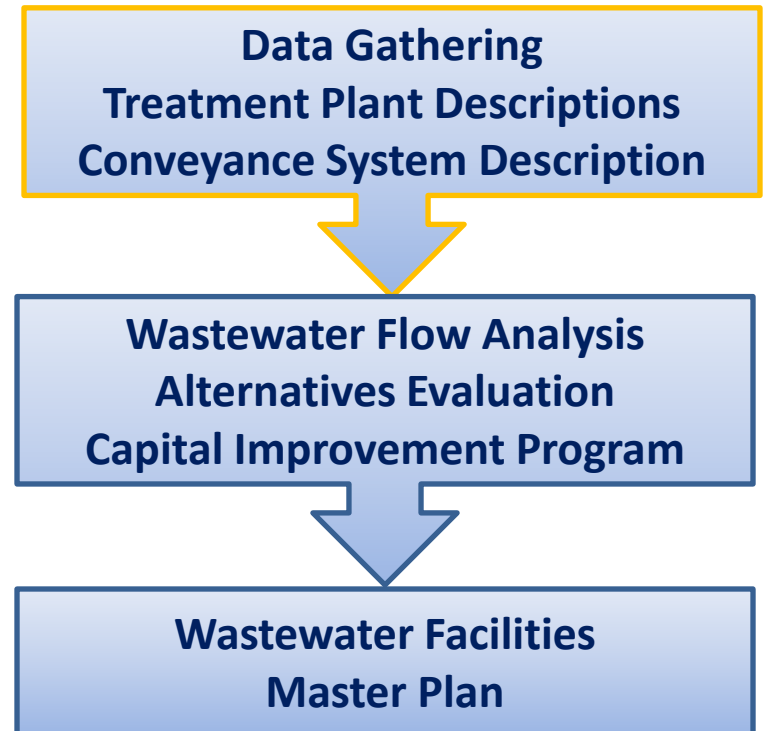 Data Gathering
Treatment Plant Descriptions
Conveyance System Description
Wastewater Flow Analysis
Alternatives Evaluation
Capital Improvement Program
Wastewater Facilities
Master Plan